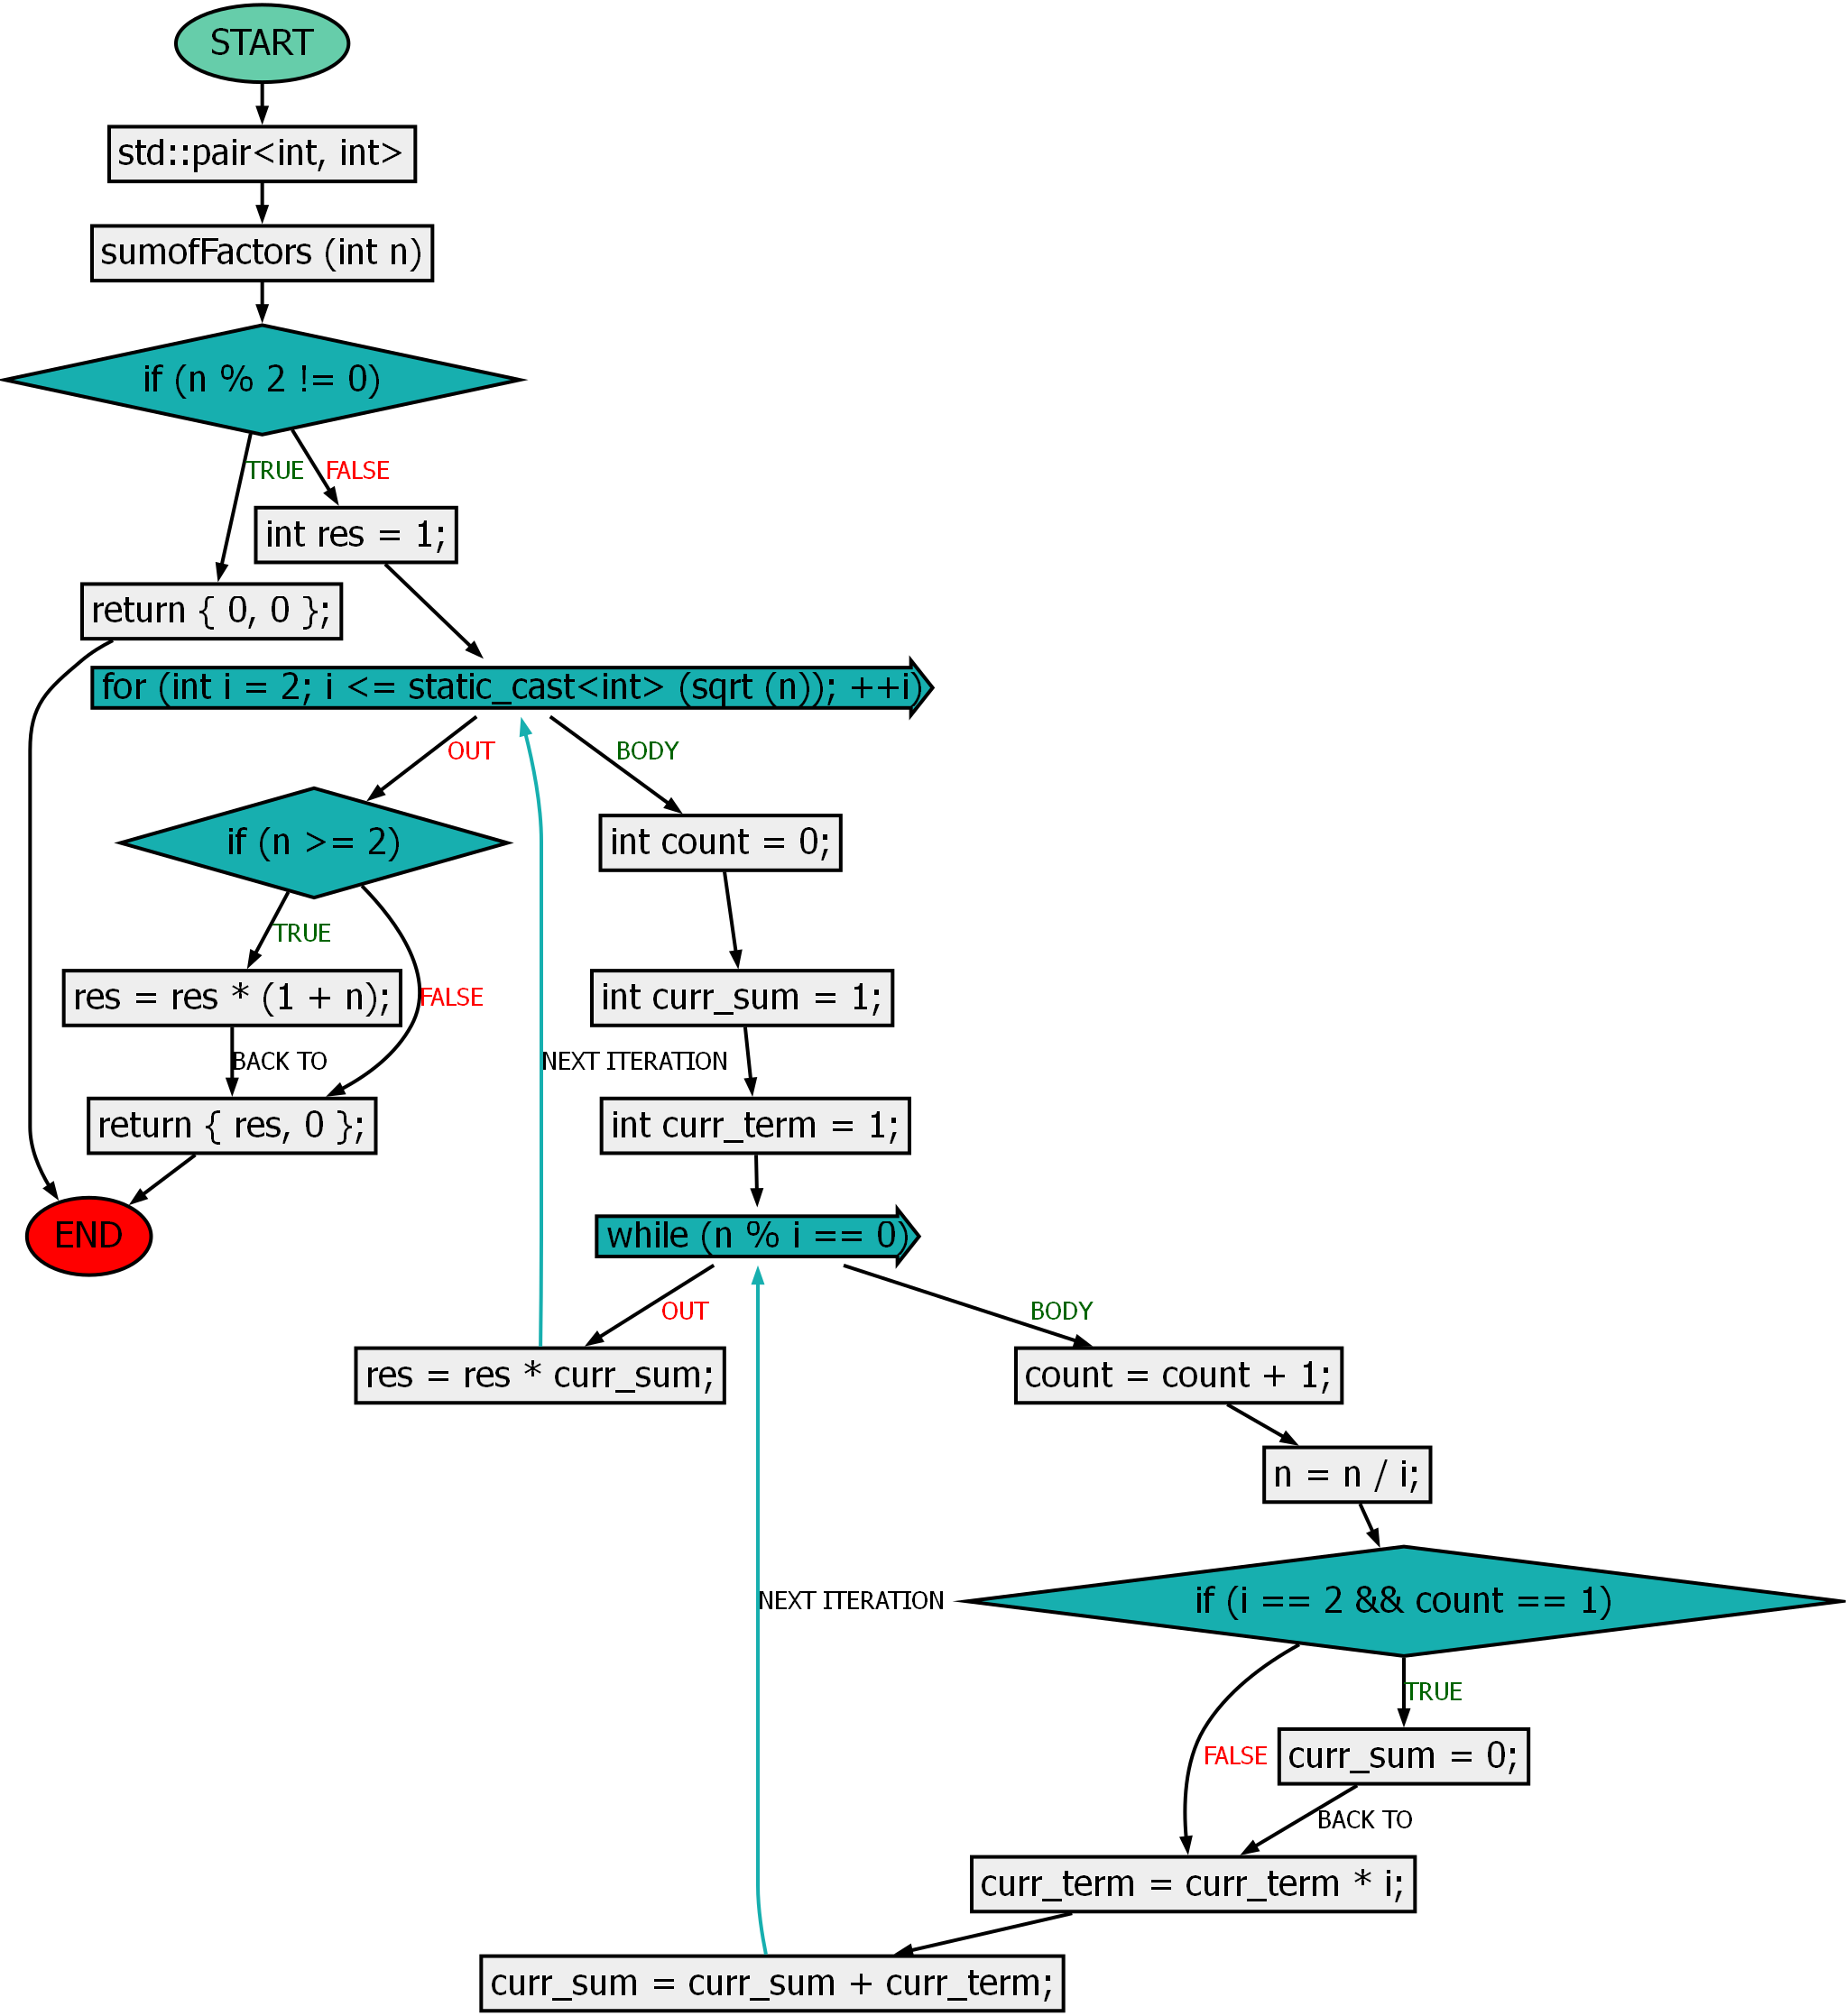 START
std::pair<int, int>
sumofFactors (int n)
if (n % 2 != 0)
TRUE
FALSE
int res = 1;
return { 0, 0 };
for (int i = 2; i <= static_cast<int> (sqrt (n)); ++i)
OUT
BODY
if (n >= 2)
int count = 0;
TRUE
res = res * (1 + n);
FALSE
int curr_sum = 1;
BACK TO
NEXT ITERATION
return { res, 0 };
int curr_term = 1;
END
while (n % i == 0)
OUT
BODY
res = res * curr_sum;
count = count + 1;
n = n / i;
NEXT ITERATION
if (i == 2 && count == 1)
TRUE
FALSE
curr_sum = 0;
BACK TO
curr_term = curr_term * i;
curr_sum = curr_sum + curr_term;